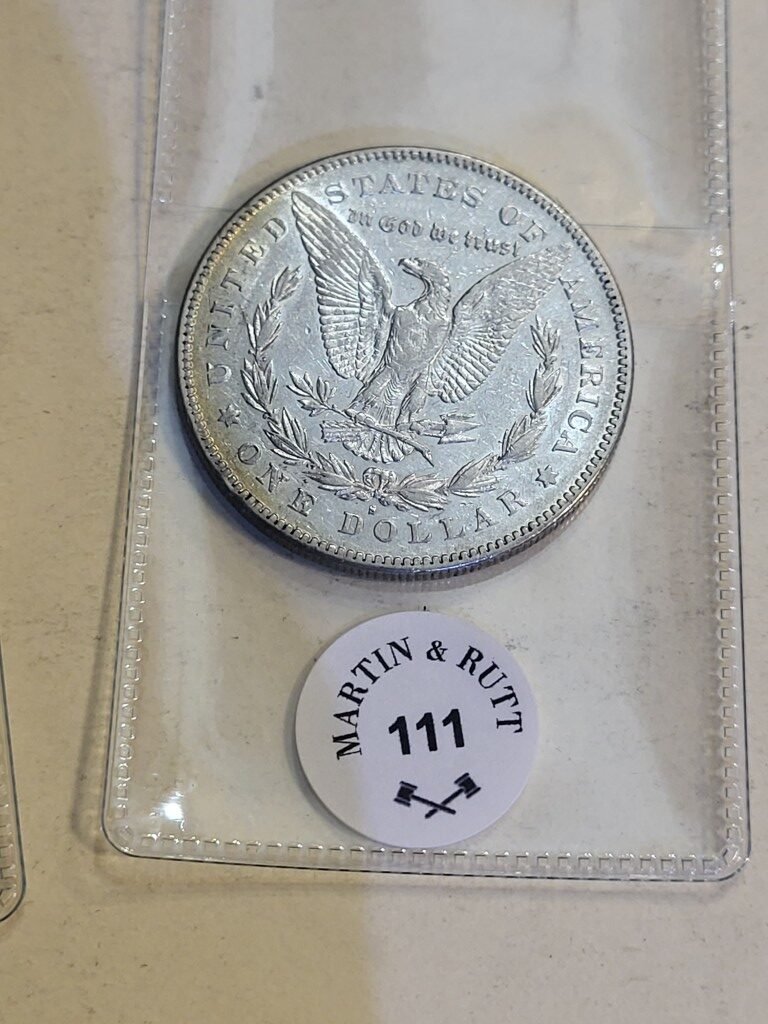 UNITED STATES OF AMERICA
In God we trust
ONE DOLLAR
MARTIN & RUTT
111